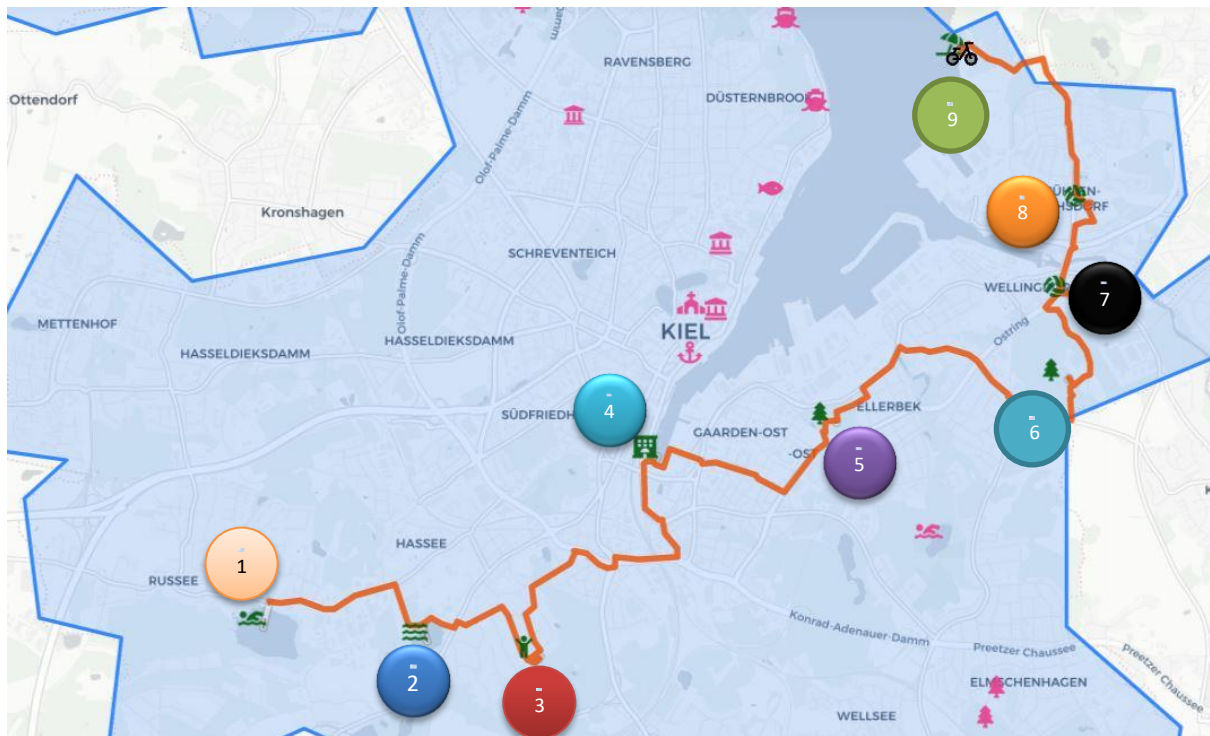 RAVENSBERG
Ottendorf
DÜSTERNBROOK
Olof-Palme-Damm
9
Kronshagen
8
SCHREVENTEICH
Olof-Palme-Damm
WELLING
7
METTENHOF
KIEL
HASSELDIEKSDAMM
HASSELDIEKSDAMM
Ostring
4
SÜDFRIEDH
ELLERBEK
GAARDEN-OST
-OST
6
5
HASSEE
1
RUSSEE
Konrad-Adenauer-Damm
Preetzer Chaussee
Preetzer Chaussee
2
3
ELMSCHENHAGEN
WELLSEE